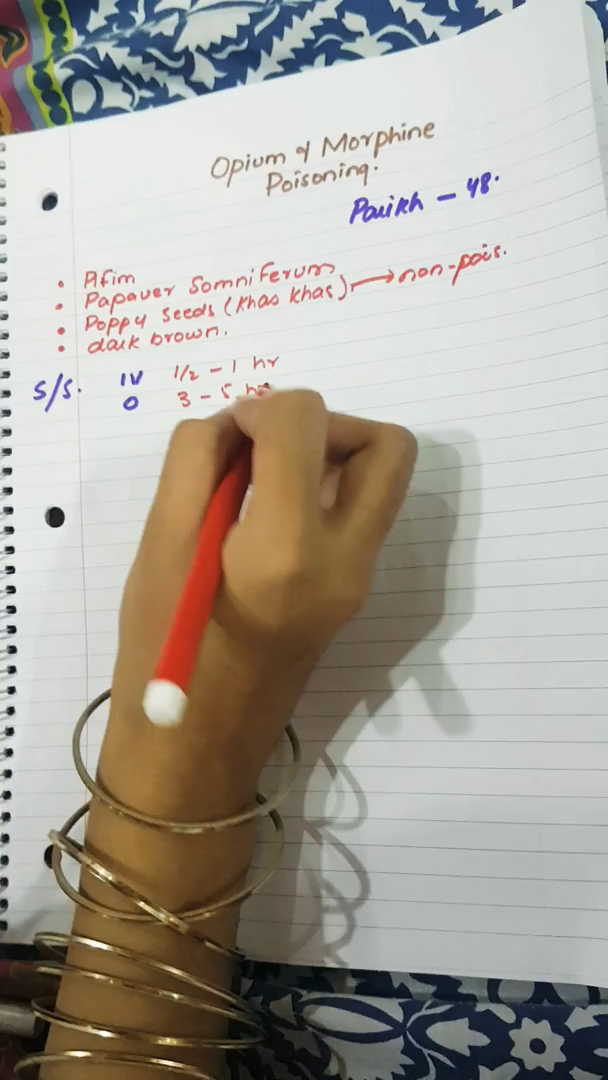 Opium & Morphine
Poisoning.
Parikh - 48.
• Afim
• Papaver Somniferum
• Poppy seeds (Khas Khas) → non-pois.
• dark brown.
S/S. IV 1/2 - 1 hr
O 3 - 5 hr